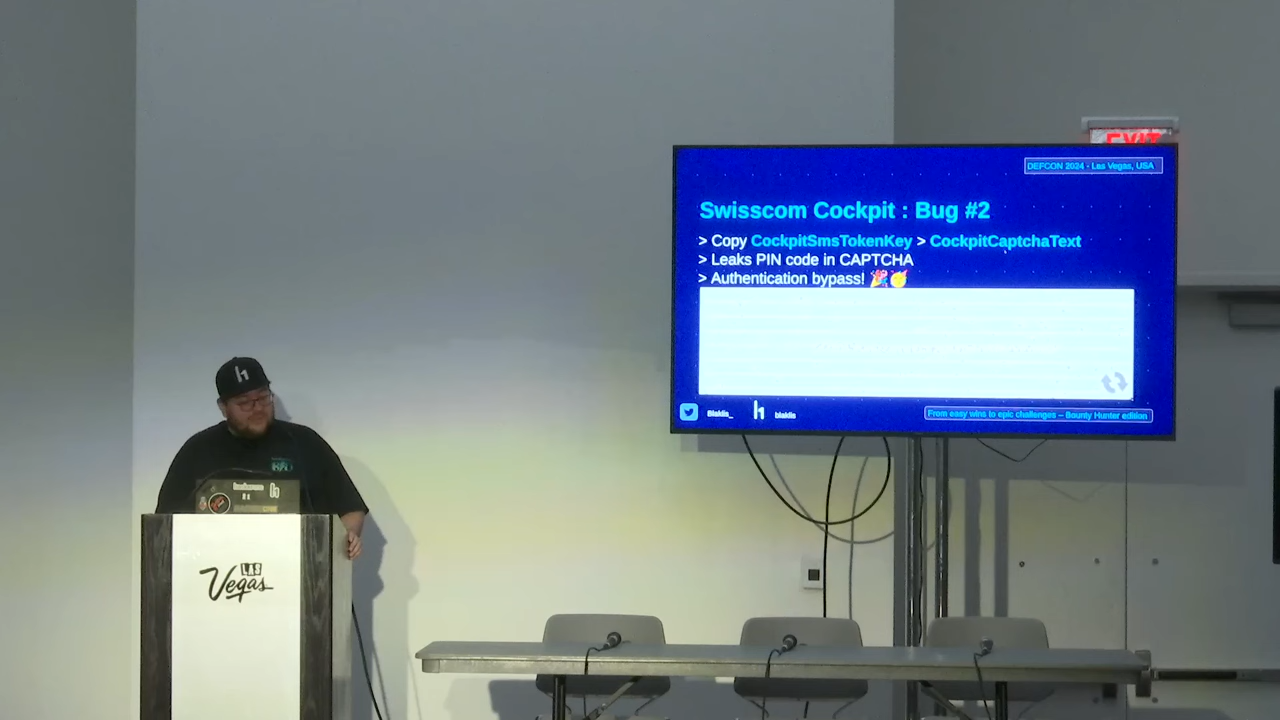 EXIT
DEFCON 2024 - Las Vegas, USA
Swisscom Cockpit : Bug #2
> Copy CockpitSmsTokenKey > CockpitCaptchaText
> Leaks PIN code in CAPTCHA
> Authentication bypass!
Blaklis_
blaklis
From easy wins to epic challenges – Bounty Hunter edition
LAS
Vegas